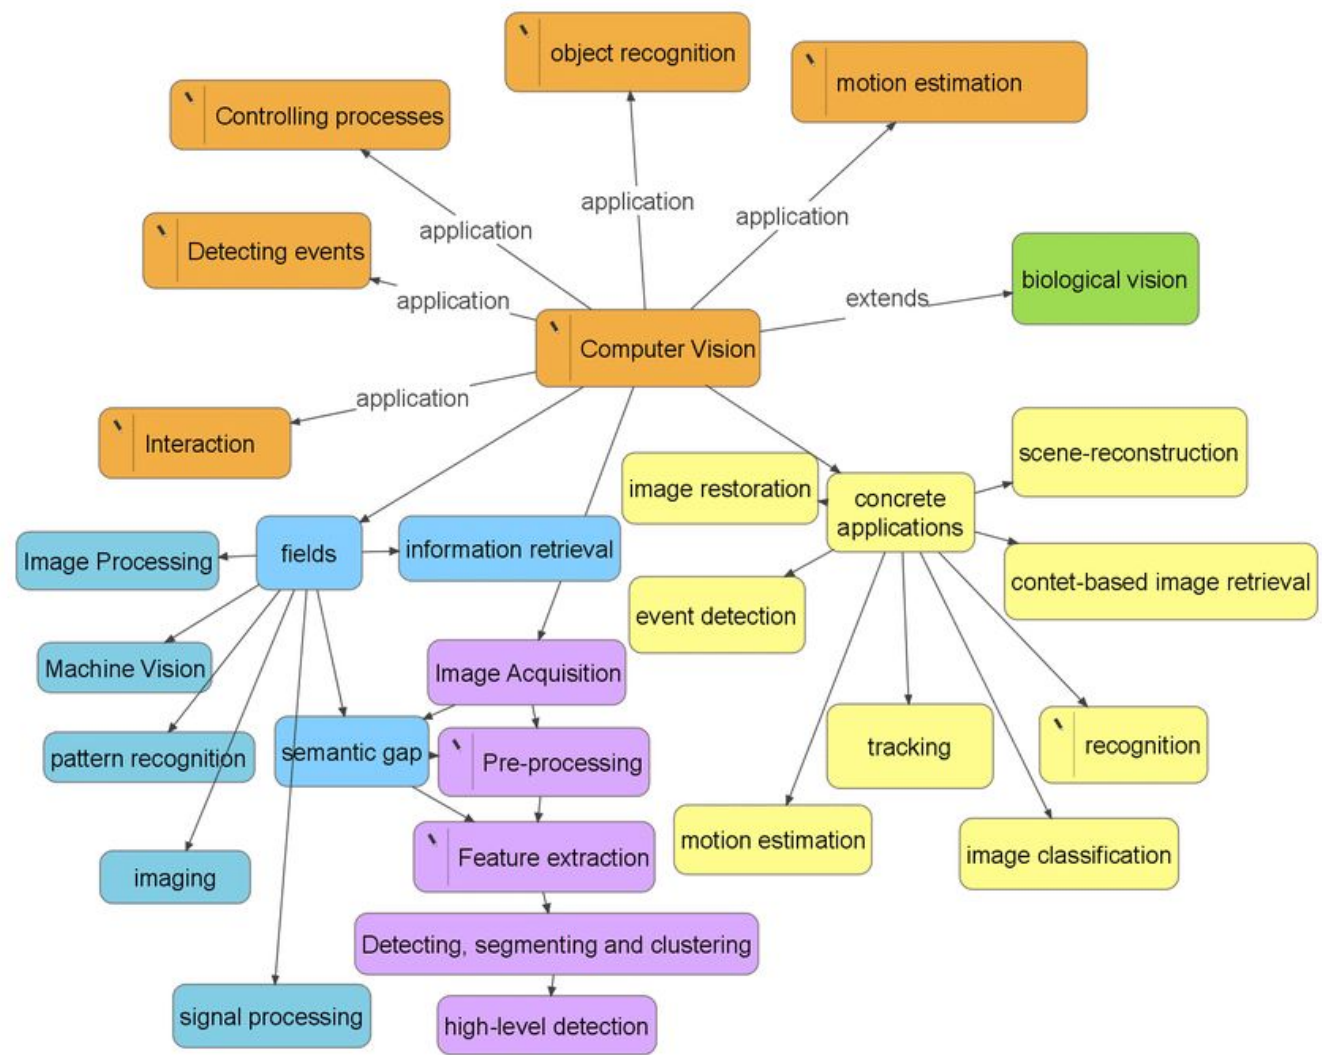 object recognition
motion estimation
Controlling processes
application
application
application
Detecting events
biological vision
extends
application
Computer Vision
application
Interaction
scene-reconstruction
image restoration
concrete
applications
Image Processing
fields
information retrieval
contet-based image retrieval
event detection
Machine Vision
Image Acquisition
pattern recognition
semantic gap
Pre-processing
tracking
recognition
motion estimation
image classification
Feature extraction
imaging
Detecting, segmenting and clustering
signal processing
high-level detection